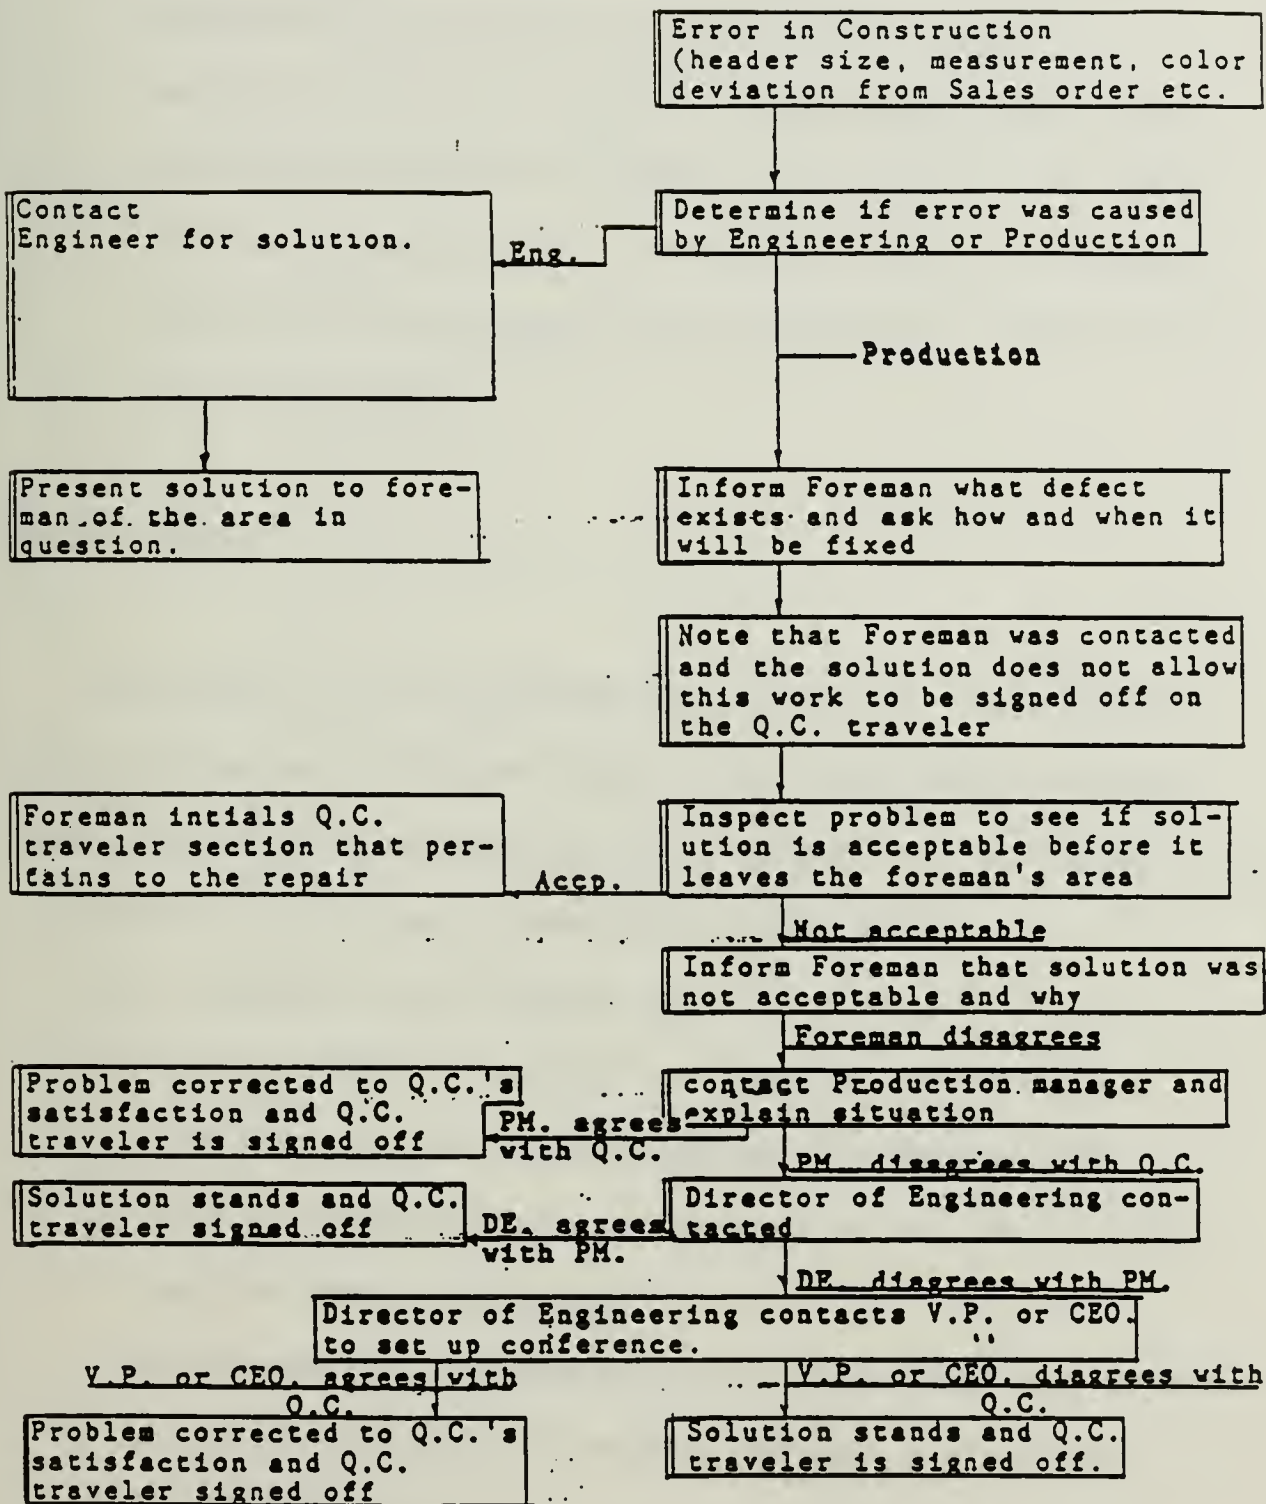 Error in Construction
(header size, measurement, color
deviation from Sales order etc.
Contact
Engineer for solution.
Eng.
Determine if error was caused
by Engineering or Production
Production
Present solution to fore-
man of the area in
question.
Inform Foreman what defect
exists and ask how and when it
will be fixed
Note that Foreman was contacted
and the solution does not allow
this work to be signed off on
the Q.C. traveler
Foreman intials Q.C.
traveler section that per-
tains to the repair
Accp.
Inspect problem to see if sol-
ution is acceptable before it
leaves the foreman's area
Not acceptable
Inform Foreman that solution was
not acceptable and why
Foreman disagrees
Problem corrected to Q.C.'s
satisfaction and Q.C.
traveler is signed off
PM. agrees
with Q.C.
contact Production manager and
explain situation
PM. disagrees with Q.C.
Solution stands and Q.C.
traveler signed off
DE. agrees
with PM.
Director of Engineering con-
tacted
DE. diagrees with PM.
Director of Engineering contacts V.P. or CEO.
to set up conference.
V.P. or CEO. agrees with
Q.C.
V.P. or CEO. diagrees with
Q.C.
Problem corrected to Q.C.'s
satisfaction and Q.C.
traveler signed off
Solution stands and Q.C.
traveler is signed off.